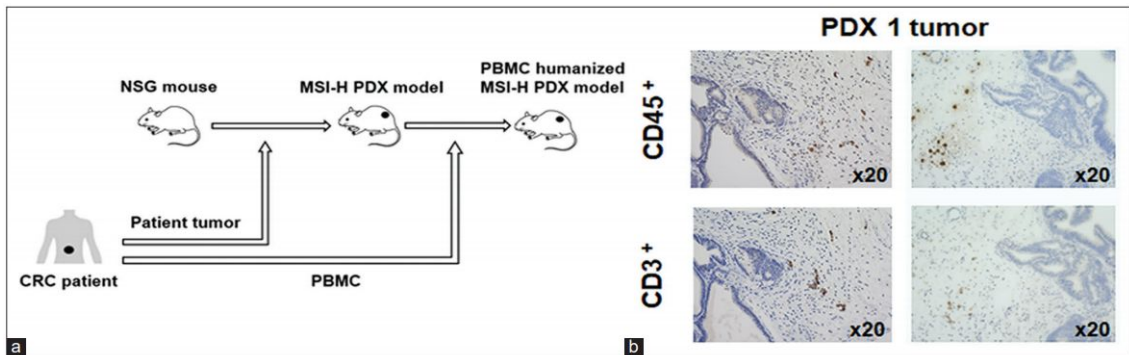 NSG mouse
MSI-H PDX model
PBMC humanized
MSI-H PDX model
Patient tumor
CRC patient
PBMC
a
PDX 1 tumor
CD45+
x20
x20
CD3+
x20
x20
b